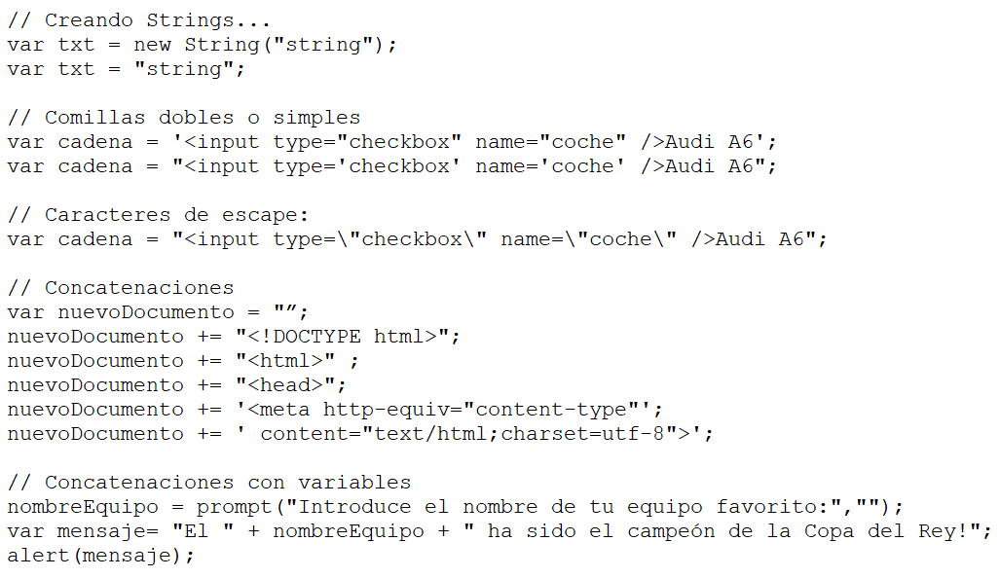 // Creando Strings...
var txt = new String("string");
var txt = "string";
// Comillas dobles o simples
var cadena = '<input type="checkbox" name="coche" />Audi A6';
var cadena = "<input type='checkbox' name='coche' />Audi A6";
// Caracteres de escape:
var cadena = "<input type=\"checkbox\" name=\"coche\" />Audi A6";
// Concatenaciones
var nuevoDocumento = "”;
nuevoDocumento += "<!DOCTYPE html>";
nuevoDocumento += "<html>" ;
nuevoDocumento += "<head>";
nuevoDocumento += '<meta http-equiv="content-type"';
nuevoDocumento += ' content="text/html;charset=utf-8">';
// Concatenaciones con variables
nombreEquipo = prompt("Introduce el nombre de tu equipo favorito:","");
var mensaje= "El " + nombreEquipo + " ha sido el campeón de la Copa del Rey!";
alert(mensaje);